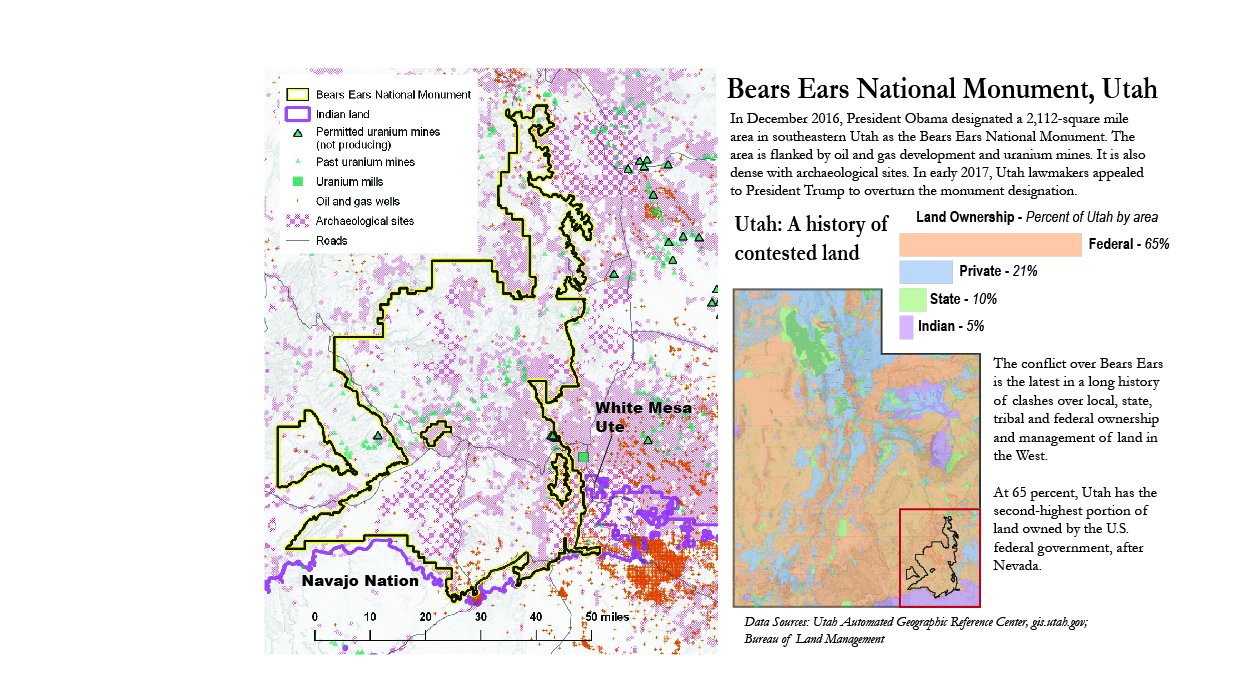 Bears Ears National Monument
Indian land
Permitted uranium mines
(not producing)
Past uranium mines
Uranium mills
Oil and gas wells
Archaeological sites
Roads
White Mesa
Ute
Navajo Nation
0 10 20 30 40 50 miles
Bears Ears National Monument, Utah
In December 2016, President Obama designated a 2,112-square mile
area in southeastern Utah as the Bears Ears National Monument. The
area is flanked by oil and gas development and uranium mines. It is also
dense with archaeological sites. In early 2017, Utah lawmakers appealed
to President Trump to overturn the monument designation.
Utah: A history of
contested land
Land Ownership - Percent of Utah by area
Federal - 65%
Private - 21%
State - 10%
Indian - 5%
The conflict over Bears Ears
is the latest in a long history
of clashes over local, state,
tribal and federal ownership
and management of land in
the West.
At 65 percent, Utah has the
second-highest portion of
land owned by the U.S.
federal government, after
Nevada.
Data Sources: Utah Automated Geographic Reference Center, gis.utah.gov;
Bureau of Land Management